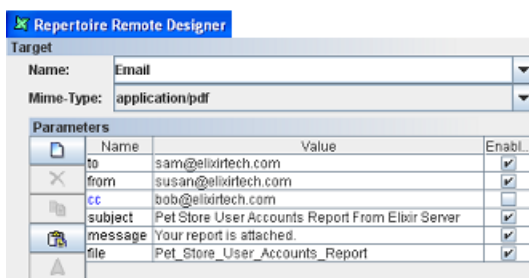 Repertoire Remote Designer
Target
Name: Email
Mime-Type: application/pdf
Parameters
Name Value Enabl...
to sam@elixirtech.com
from susan@elixirtech.com
cc bob@elixirtech.com
subject Pet Store User Accounts Report From Elixir Server
message Your report is attached.
file Pet_Store_User_Accounts_Report